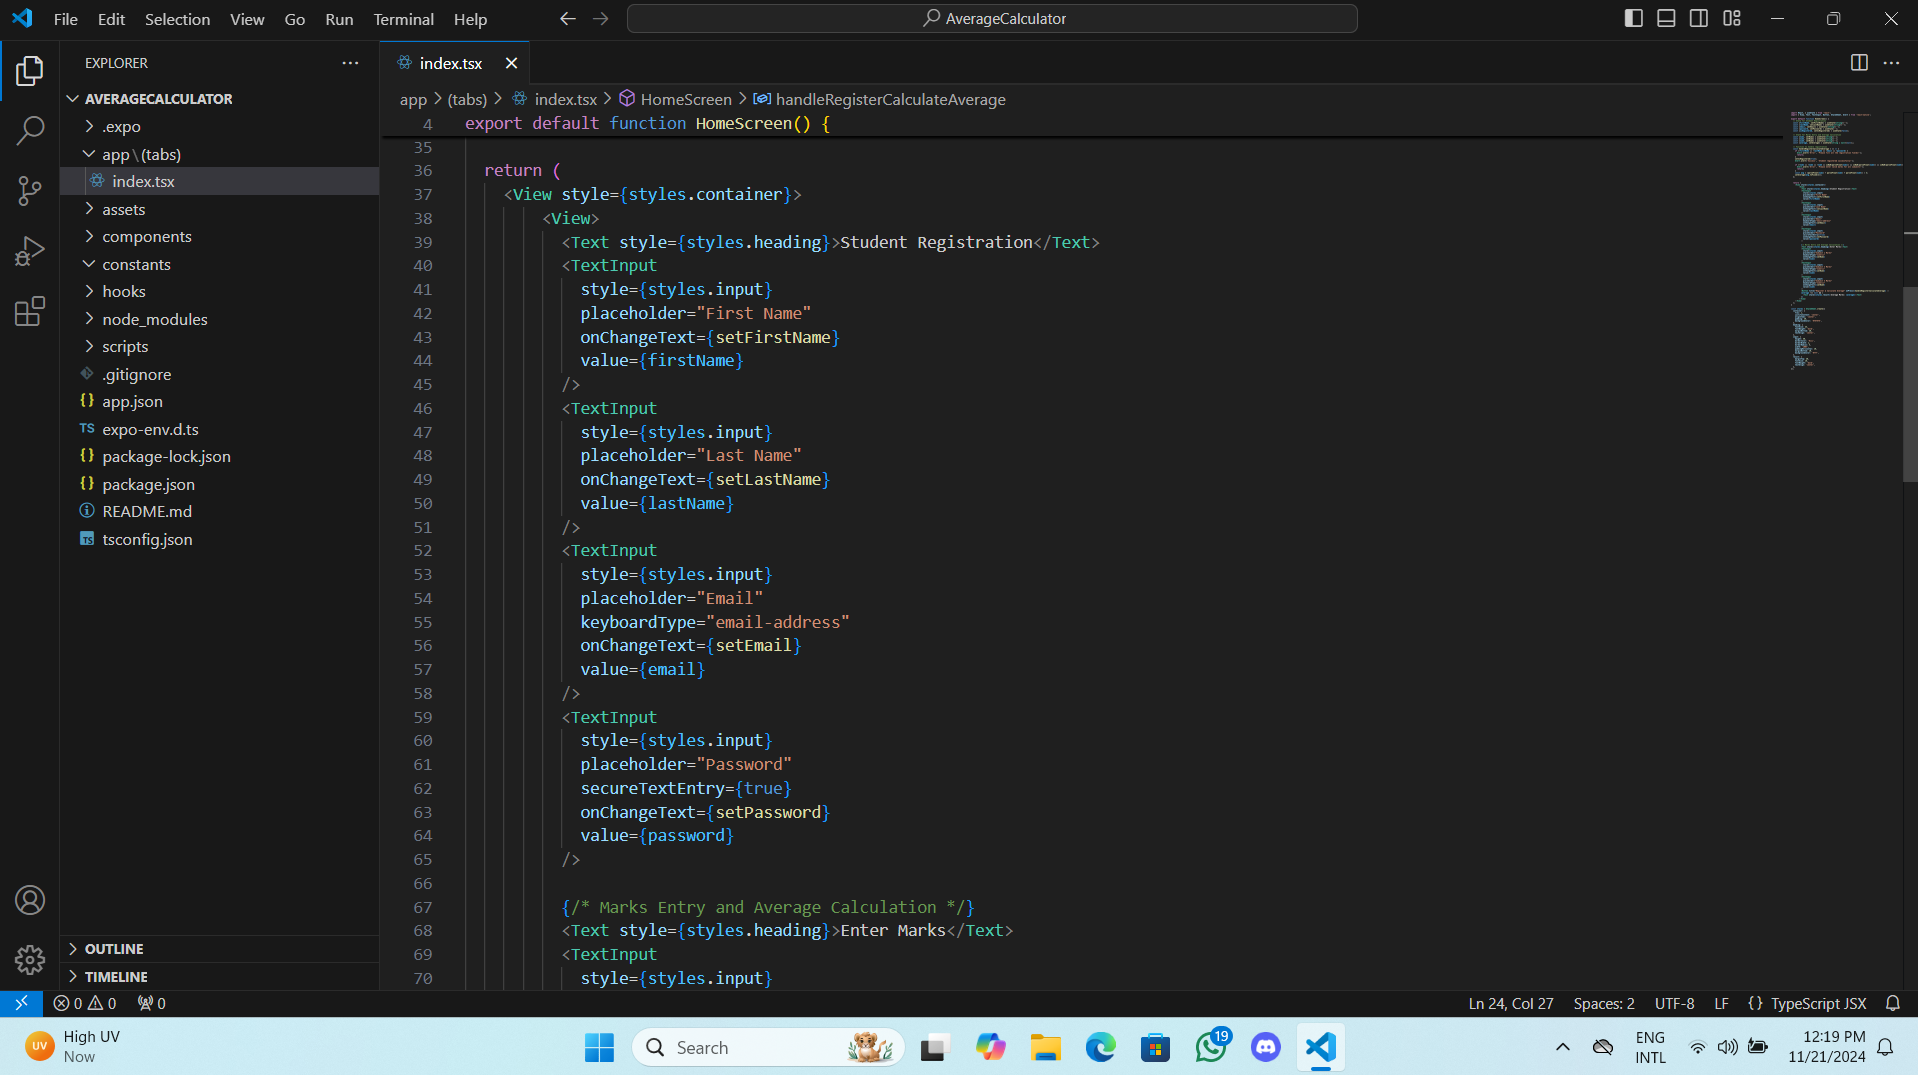 File Edit Selection View Go Run Terminal Help
AverageCalculator
EXPLORER
AVERAGECALCULATOR
.expo
app\(tabs)
index.tsx
assets
components
constants
hooks
node_modules
scripts
.gitignore
{} app.json
TS expo-env.d.ts
{} package-lock.json
{} package.json
README.md
TS tsconfig.json
OUTLINE
TIMELINE
index.tsx
app > (tabs) > index.tsx > HomeScreen > handleRegisterCalculateAverage
4 export default function HomeScreen() {
35
36 return (
37 <View style={styles.container}>
38 <View>
39 <Text style={styles.heading}>Student Registration</Text>
40 <TextInput
41 style={styles.input}
42 placeholder="First Name"
43 onChangeText={setFirstName}
44 value={firstName}
45 />
46 <TextInput
47 style={styles.input}
48 placeholder="Last Name"
49 onChangeText={setLastName}
50 value={lastName}
51 />
52 <TextInput
53 style={styles.input}
54 placeholder="Email"
55 keyboardType="email-address"
56 onChangeText={setEmail}
57 value={email}
58 />
59 <TextInput
60 style={styles.input}
61 placeholder="Password"
62 secureTextEntry={true}
63 onChangeText={setPassword}
64 value={password}
65 />
66
67 {/* Marks Entry and Average Calculation */}
68 <Text style={styles.heading}>Enter Marks</Text>
69 <TextInput
70 style={styles.input}
0 0 0
Ln 24, Col 27 Spaces: 2 UTF-8 LF {} TypeScript JSX
UV High UV
Now
Search
19
ENG
INTL
12:19 PM
11/21/2024